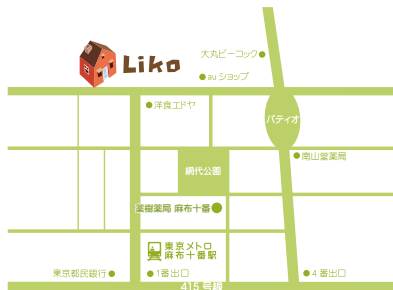 大丸ピーコック
Liko
au ショップ
洋食エドヤ
パティオ
南山堂薬局
網代公園
薬樹薬局 麻布十番
東京メトロ
麻布十番駅
東京都民銀行
1番出口
4番出口
415号線